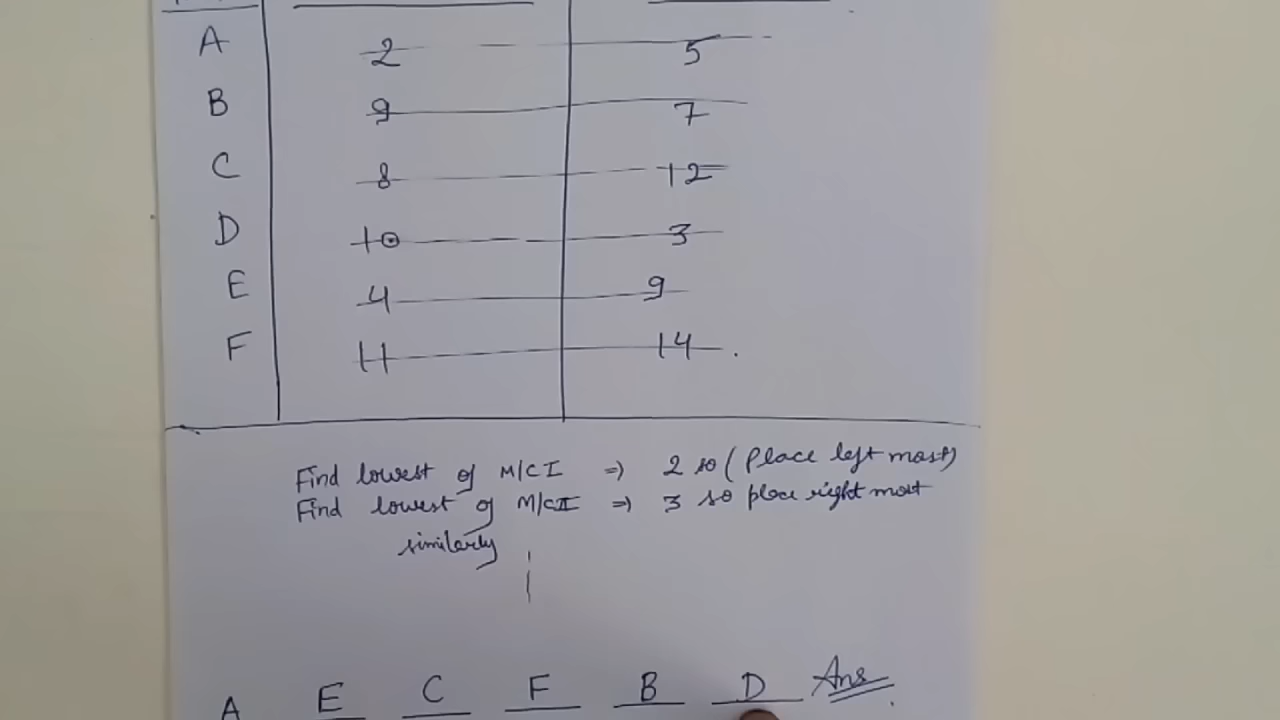 A 2 5
B 9 7
C 8 12
D 10 3
E 4 9
F 11 14.
Find lowest of M/C I => 2 so (Place left most)
Find lowest of M/C II => 3 so place right most
similarly
A E C F B D Ans.